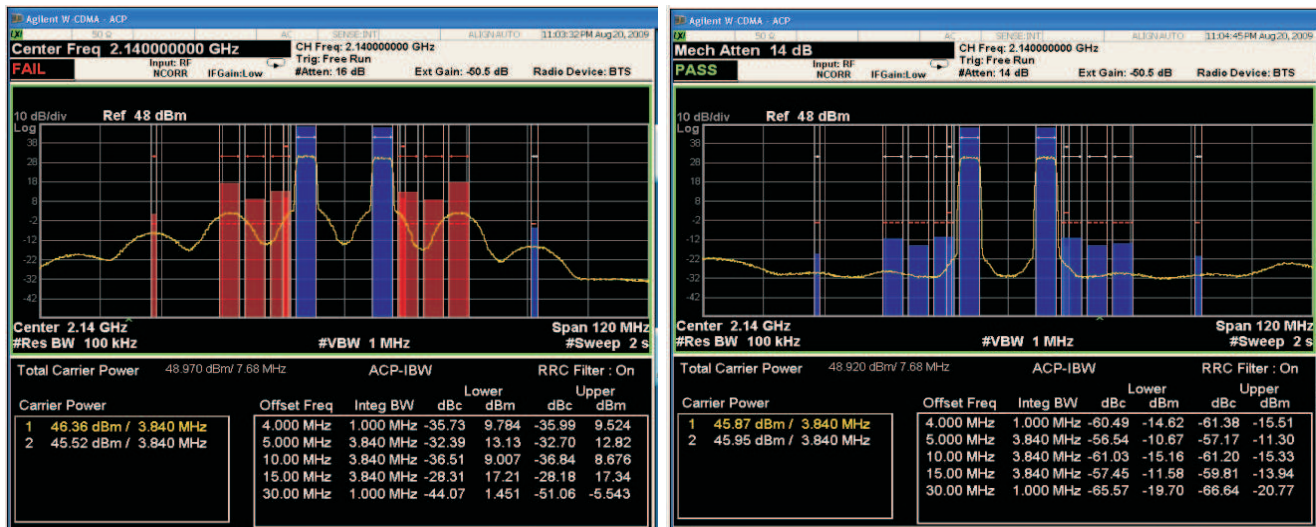 Agilent W-CDMA - ACP
50 Ω AC SENSE:INT ALIGN AUTO 11:03:32 PM Aug 20, 2009
Center Freq 2.140000000 GHz
CH Freq: 2.140000000 GHz
Input: RF Trig: Free Run
FAIL NCORR IFGain:Low #Atten: 16 dB Ext Gain: -50.5 dB Radio Device: BTS
10 dB/div Ref 48 dBm
Log
38
28
18
8
-2
-12
-22
-32
-42
Center 2.14 GHz Span 120 MHz
#Res BW 100 kHz #VBW 1 MHz #Sweep 2 s
Total Carrier Power 48.970 dBm/ 7.68 MHz ACP-IBW RRC Filter : On
Lower Upper
Carrier Power Offset Freq Integ BW dBc dBm dBc dBm
1 46.36 dBm / 3.840 MHz 4.000 MHz 1.000 MHz -35.73 9.784 -35.99 9.524
2 45.52 dBm / 3.840 MHz 5.000 MHz 3.840 MHz -32.39 13.13 -32.70 12.82
10.00 MHz 3.840 MHz -36.51 9.007 -36.84 8.676
15.00 MHz 3.840 MHz -28.31 17.21 -28.18 17.34
30.00 MHz 1.000 MHz -44.07 1.451 -51.06 -5.543
Agilent W-CDMA - ACP
50 Ω AC SENSE:INT ALIGN AUTO 11:04:45 PM Aug 20, 2009
Mech Atten 14 dB
CH Freq: 2.140000000 GHz
Input: RF Trig: Free Run
PASS NCORR IFGain:Low #Atten: 14 dB Ext Gain: -50.5 dB Radio Device: BTS
10 dB/div Ref 48 dBm
Log
38
28
18
8
-2
-12
-22
-32
-42
Center 2.14 GHz Span 120 MHz
#Res BW 100 kHz #VBW 1 MHz #Sweep 2 s
Total Carrier Power 48.920 dBm/ 7.68 MHz ACP-IBW RRC Filter : On
Lower Upper
Carrier Power Offset Freq Integ BW dBc dBm dBc dBm
1 45.87 dBm / 3.840 MHz 4.000 MHz 1.000 MHz -60.49 -14.62 -61.38 -15.51
2 45.95 dBm / 3.840 MHz 5.000 MHz 3.840 MHz -56.54 -10.67 -57.17 -11.30
10.00 MHz 3.840 MHz -61.03 -15.16 -61.20 -15.33
15.00 MHz 3.840 MHz -57.45 -11.58 -59.81 -13.94
30.00 MHz 1.000 MHz -65.57 -19.70 -66.64 -20.77